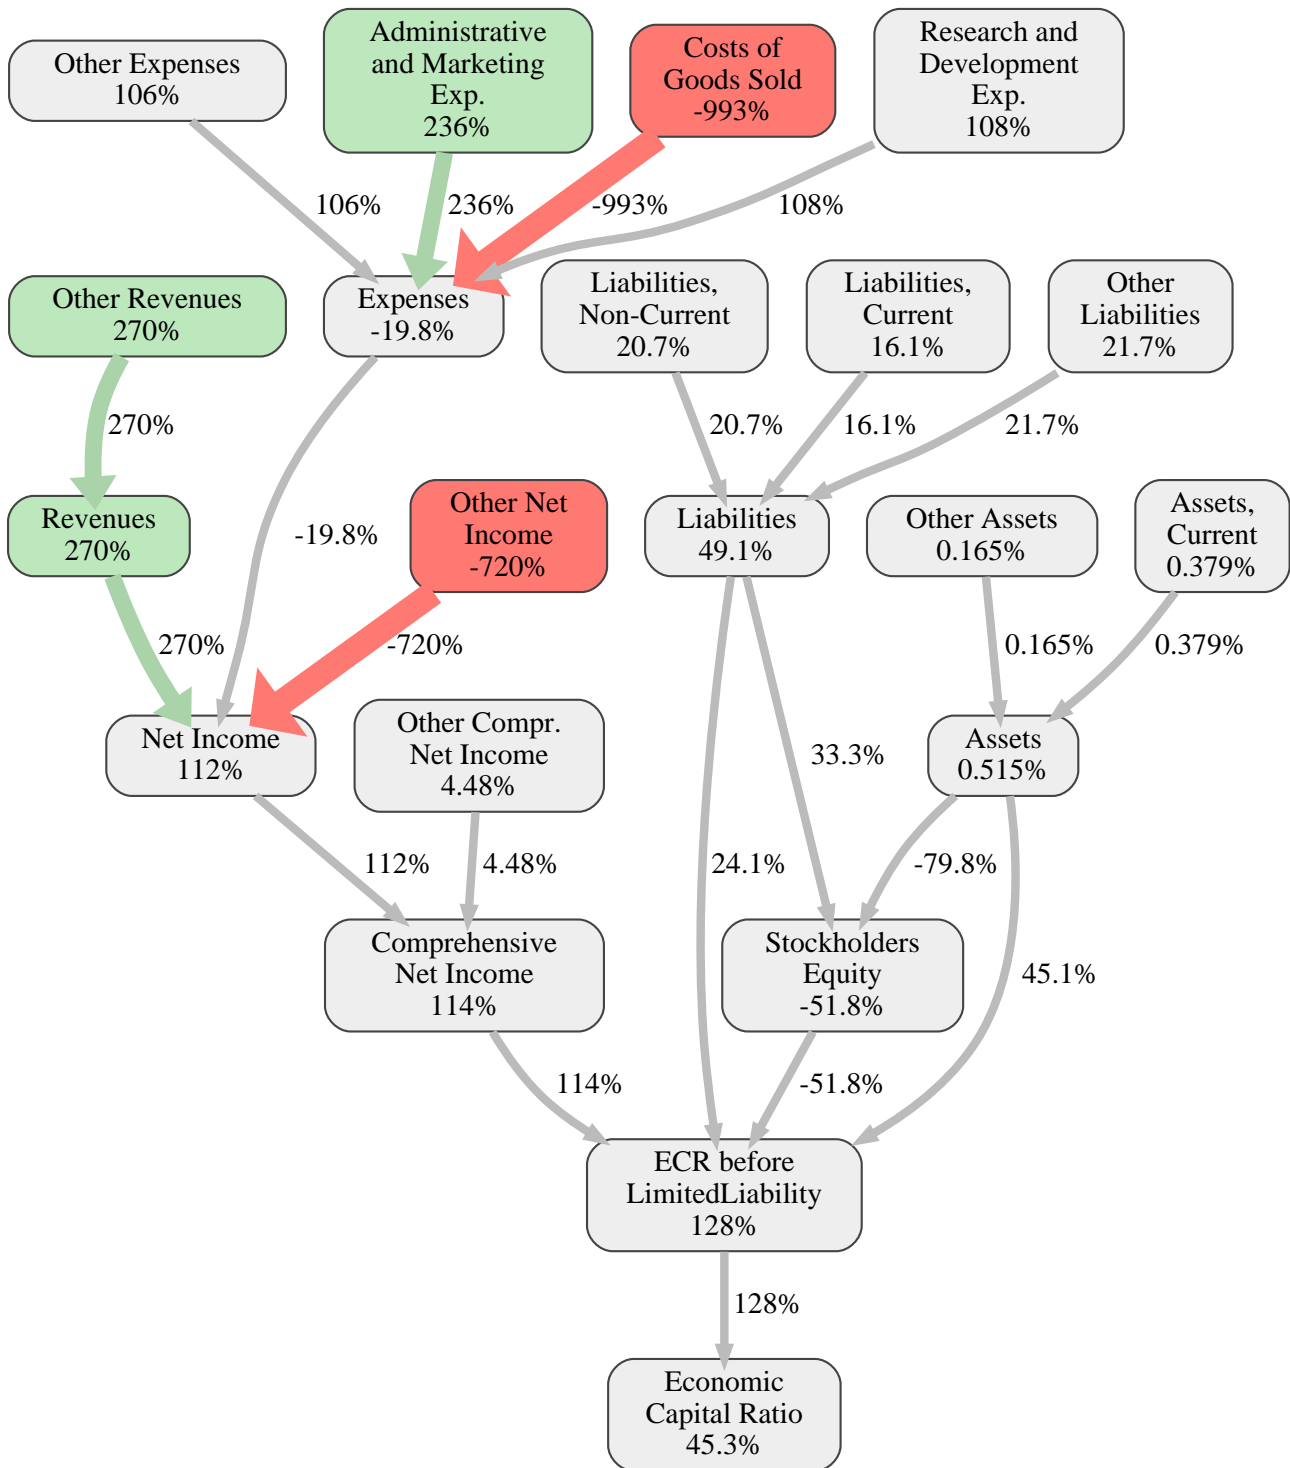 Other Expenses
106%
Administrative
and Marketing
Exp.
236%
Costs of
Goods Sold
-993%
Research and
Development
Exp.
108%
106%
236%
-993%
108%
Other Revenues
270%
Expenses
-19.8%
Liabilities,
Non-Current
20.7%
Liabilities,
Current
16.1%
Other
Liabilities
21.7%
270%
20.7%
16.1%
21.7%
Revenues
270%
-19.8%
Other Net
Income
-720%
Liabilities
49.1%
Other Assets
0.165%
Assets,
Current
0.379%
270%
-720%
0.165%
0.379%
Net Income
112%
Other Compr.
Net Income
4.48%
33.3%
Assets
0.515%
112%
4.48%
24.1%
-79.8%
Comprehensive
Net Income
114%
Stockholders
Equity
-51.8%
45.1%
114%
-51.8%
ECR before
LimitedLiability
128%
128%
Economic
Capital Ratio
45.3%